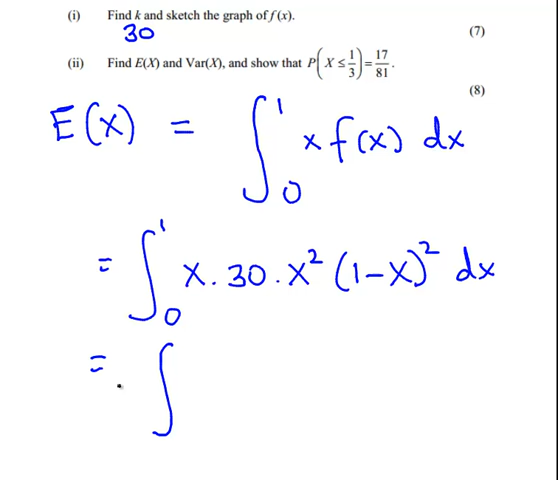 (i) Find k and sketch the graph of f(x).
30
(7)
(ii) Find E(X) and Var(X), and show that P(X ≤ 1/3) = 17/81.
(8)
E(X) = ∫₀¹ x f(x) dx
= ∫₀¹ x . 30 . x² (1-x)² dx
= ∫